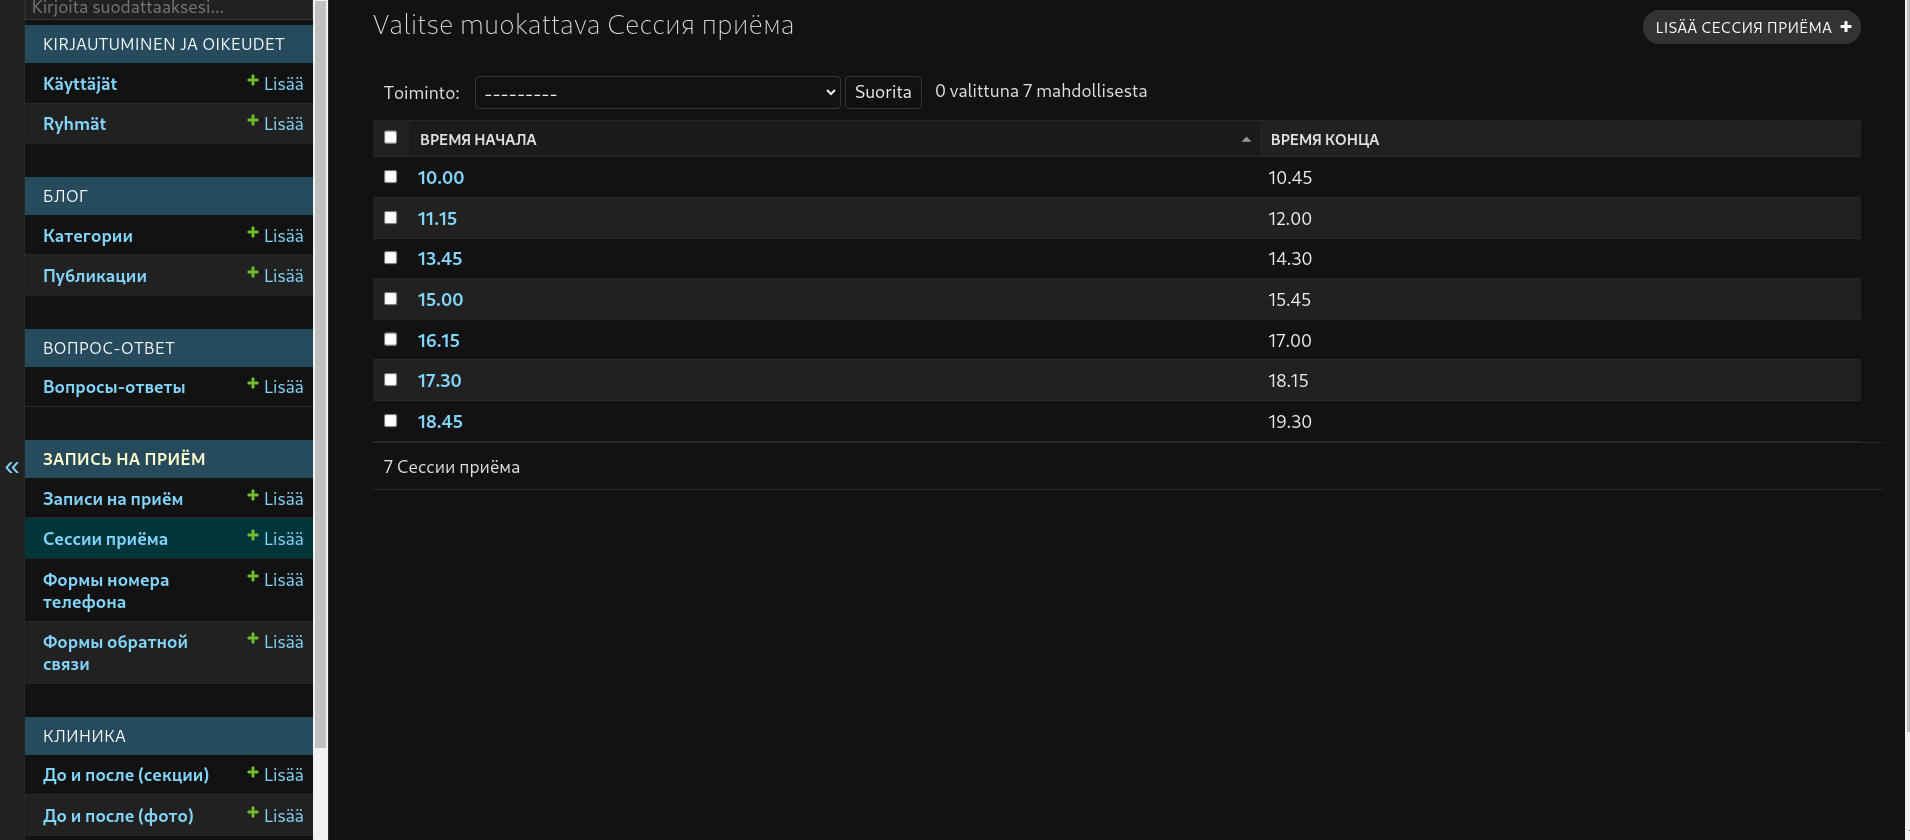 Kirjoita suodattaaksesi...
KIRJAUTUMINEN JA OIKEUDET
Käyttäjät + Lisää
Ryhmät + Lisää
БЛОГ
Категории + Lisää
Публикации + Lisää
ВОПРОС-ОТВЕТ
Вопросы-ответы + Lisää
ЗАПИСЬ НА ПРИЁМ
Записи на приём + Lisää
Сессии приёма + Lisää
Формы номера + Lisää
телефона
Формы обратной + Lisää
связи
КЛИНИКА
До и после (секции) + Lisää
До и после (фото) + Lisää
«
Valitse muokattava Сессия приёма
LISÄÄ СЕССИЯ ПРИЁМА +
Toiminto: --------- Suorita 0 valittuna 7 mahdollisesta
ВРЕМЯ НАЧАЛА ВРЕМЯ КОНЦА
10.00 10.45
11.15 12.00
13.45 14.30
15.00 15.45
16.15 17.00
17.30 18.15
18.45 19.30
7 Сессии приёма